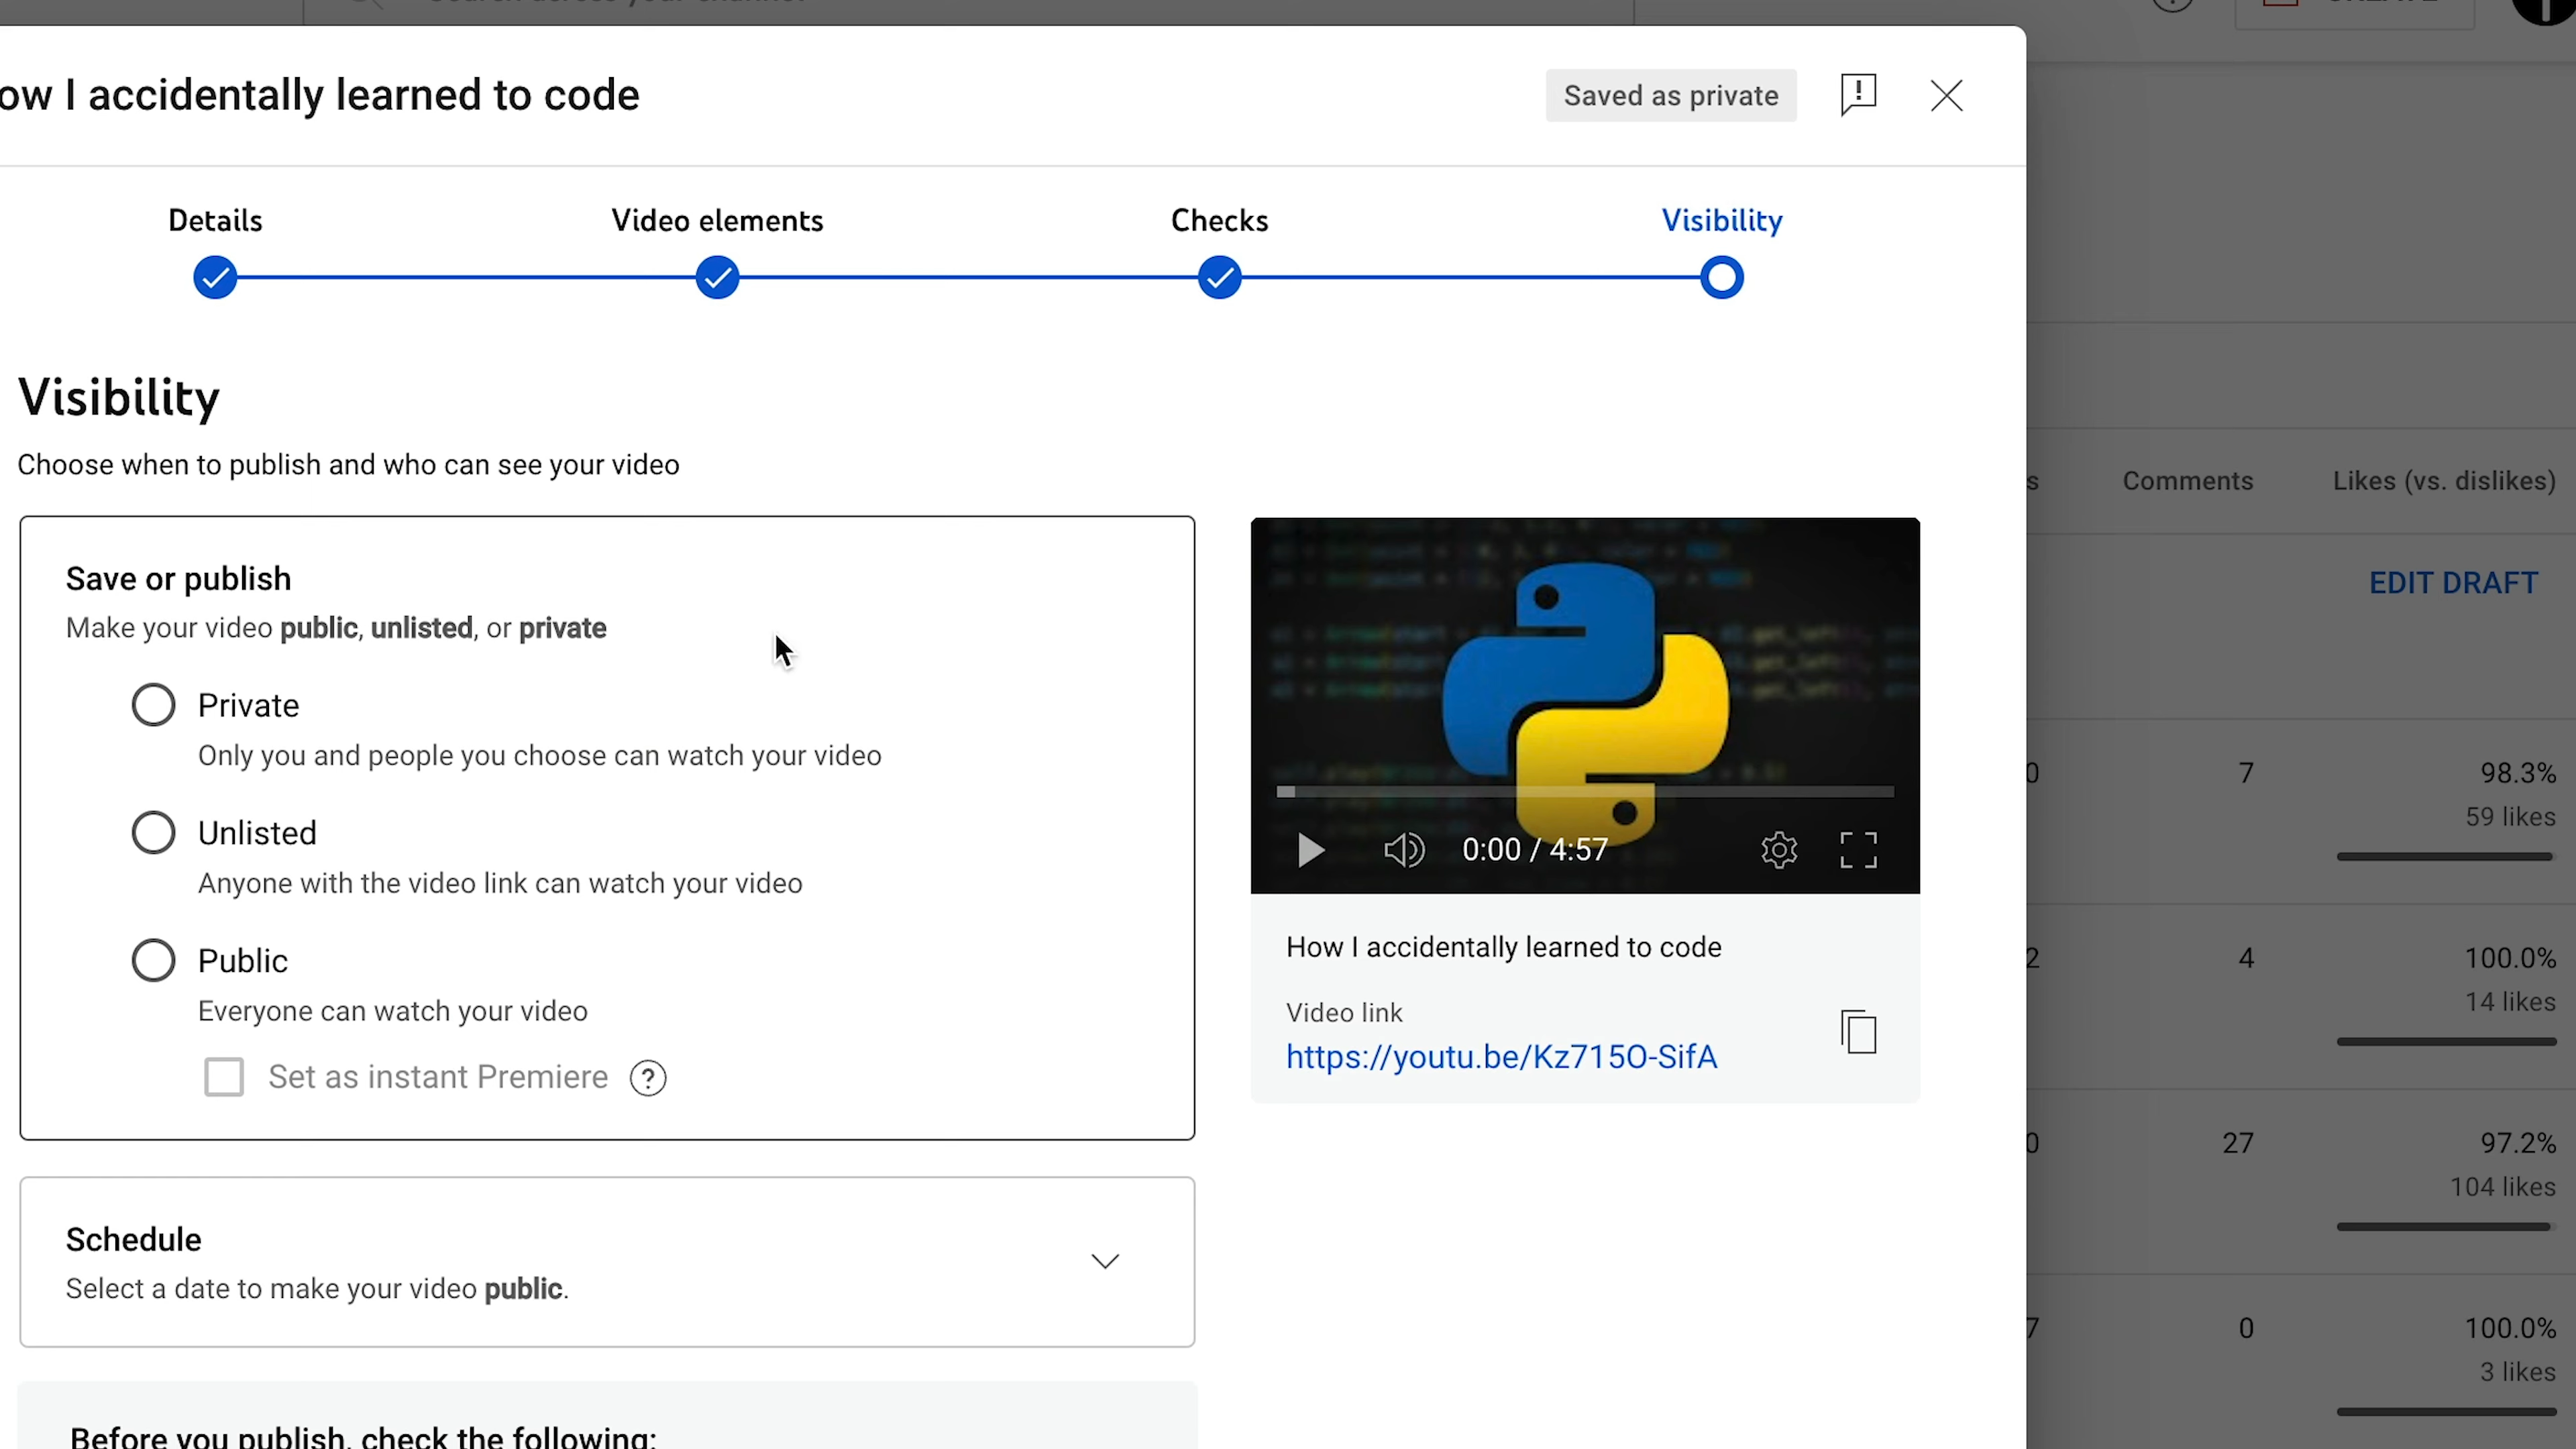 ow I accidentally learned to code
Saved as private
Details
Video elements
Checks
Visibility
Visibility
Choose when to publish and who can see your video
Save or publish
Make your video public, unlisted, or private
Private
Only you and people you choose can watch your video
Unlisted
Anyone with the video link can watch your video
Public
Everyone can watch your video
Set as instant Premiere
?
Schedule
Select a date to make your video public.
Before you publish, check the following:
0:00 / 4:57
How I accidentally learned to code
Video link
https://youtu.be/Kz715O-SifA
s Comments Likes (vs. dislikes)
EDIT DRAFT
0 7 98.3%
59 likes
2 4 100.0%
14 likes
0 27 97.2%
104 likes
7 0 100.0%
3 likes